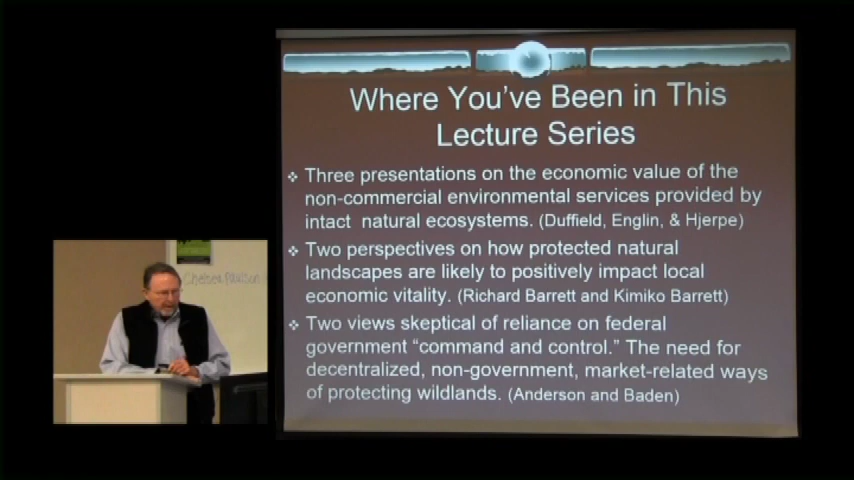 Where You've Been in This
Lecture Series
❖ Three presentations on the economic value of the
non-commercial environmental services provided by
intact natural ecosystems. (Duffield, Englin, & Hjerpe)
❖ Two perspectives on how protected natural
landscapes are likely to positively impact local
economic vitality. (Richard Barrett and Kimiko Barrett)
❖ Two views skeptical of reliance on federal
government “command and control.” The need for
decentralized, non-government, market-related ways
of protecting wildlands. (Anderson and Baden)
Chelsea